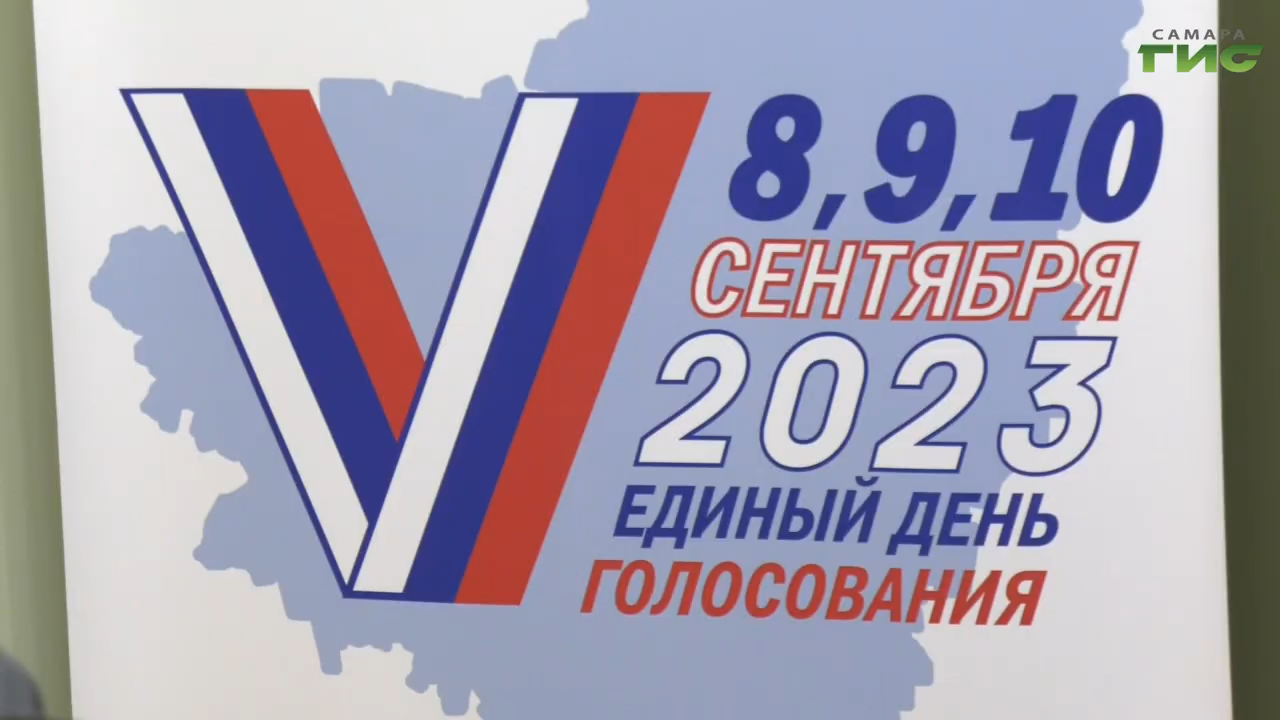 САМАРА
ГИС
8,9,10
СЕНТЯБРЯ
2023
ЕДИНЫЙ ДЕНЬ
ГОЛОСОВАНИЯ